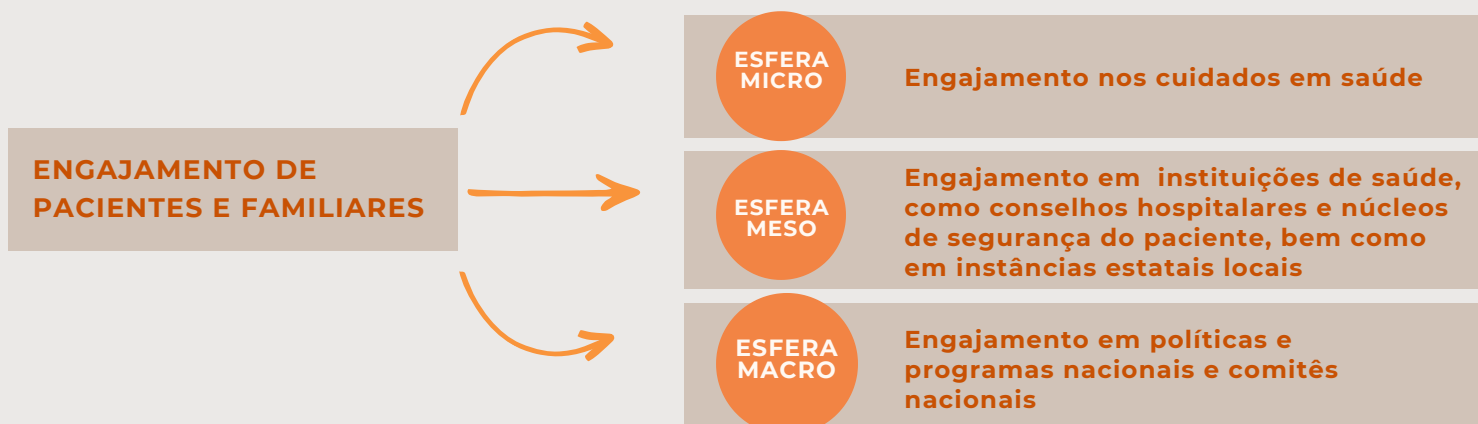 ENGAJAMENTO DE
PACIENTES E FAMILIARES
ESFERA
MICRO
Engajamento nos cuidados em saúde
ESFERA
MESO
Engajamento em instituições de saúde,
como conselhos hospitalares e núcleos
de segurança do paciente, bem como
em instâncias estatais locais
ESFERA
MACRO
Engajamento em políticas e
programas nacionais e comitês
nacionais